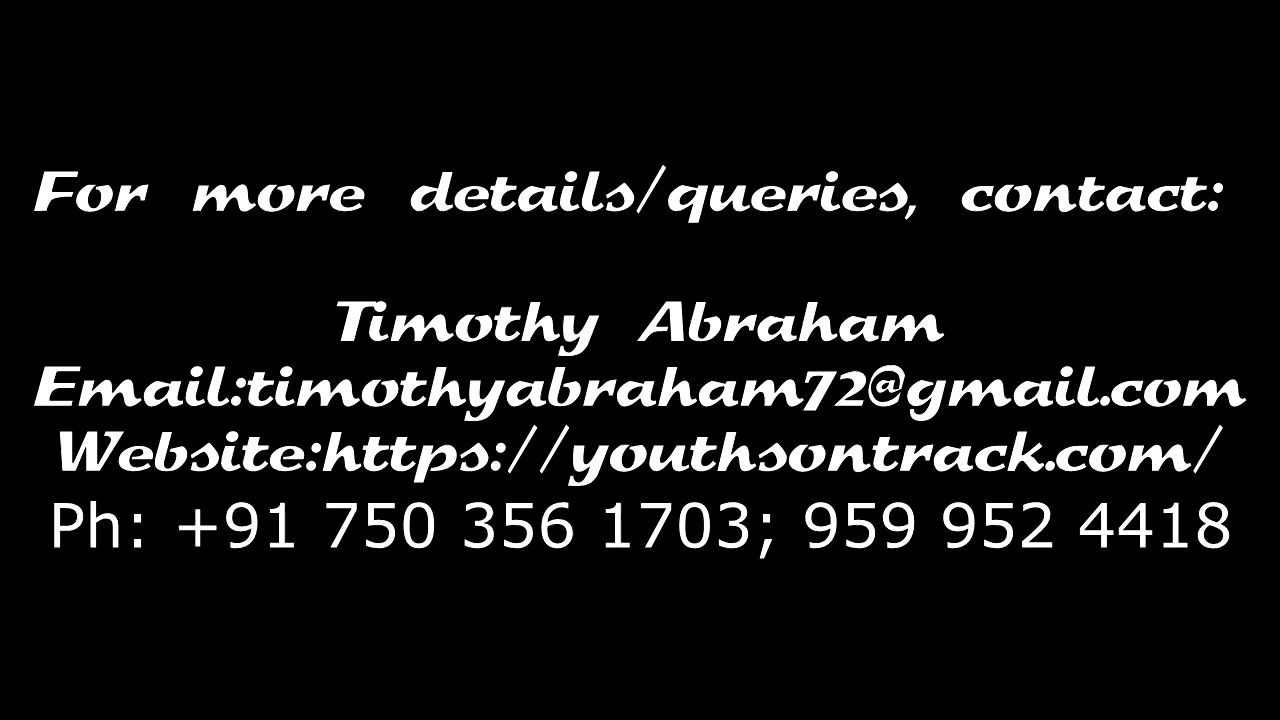 For more details/queries, contact:
Timothy Abraham
Email:timothyabraham72@gmail.com
Website:https://youthsontrack.com/
Ph: +91 750 356 1703; 959 952 4418